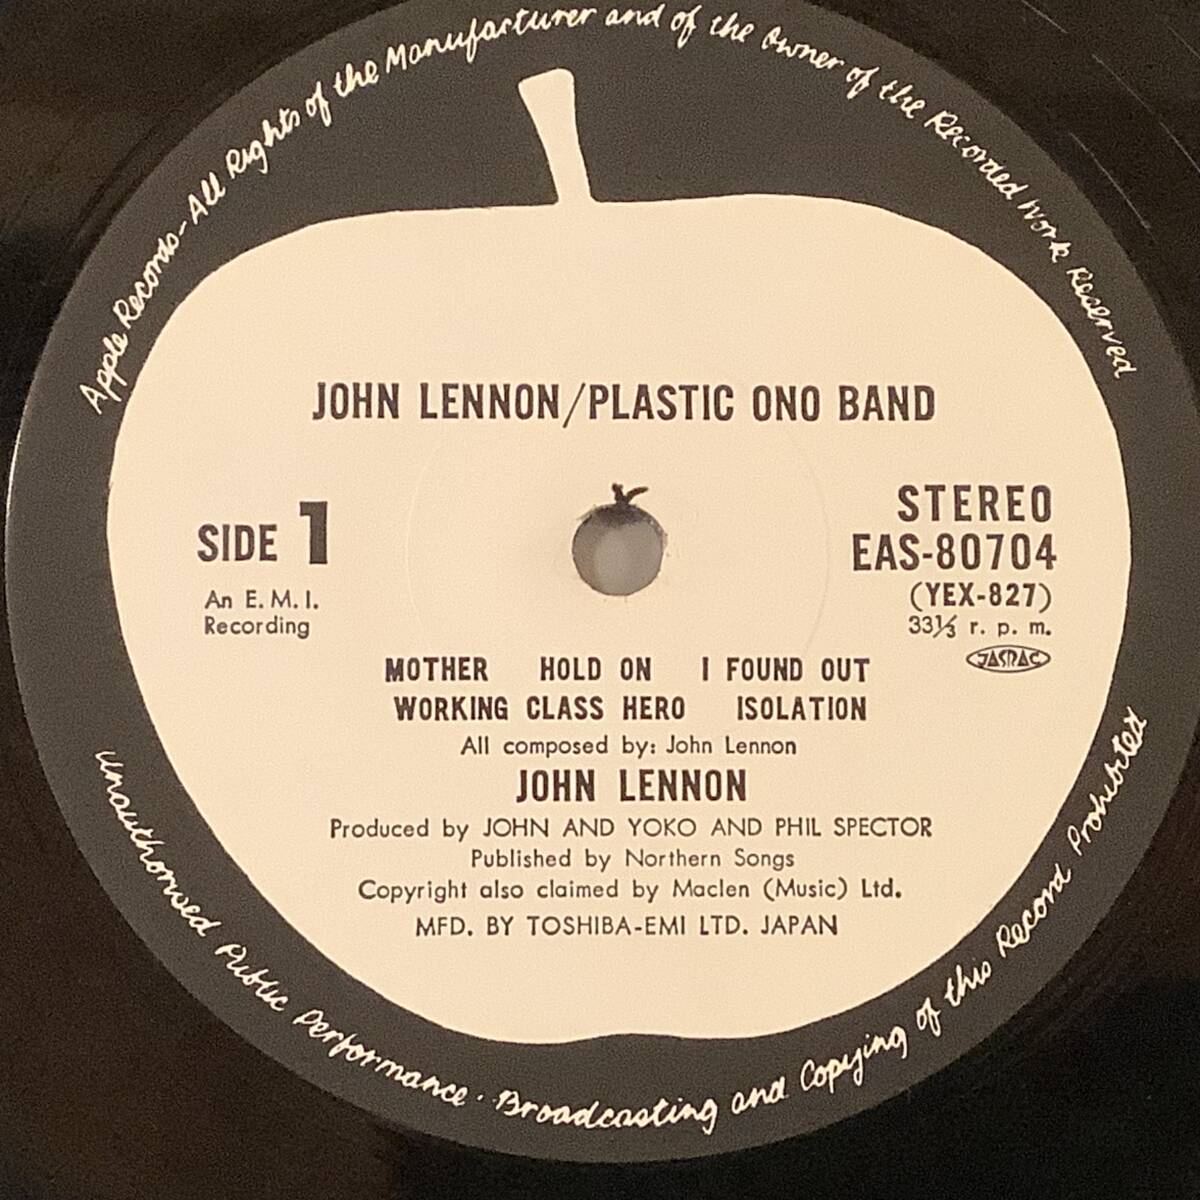 Apple Records-All Rights of the Manufacturer and of the Owner of the Recorded Work Reserved
JOHN LENNON/PLASTIC ONO BAND
SIDE 1
An E. M. I.
Recording
STEREO
EAS-80704
(YEX-827)
33⅓ r. p. m.
JASRAC
MOTHER HOLD ON I FOUND OUT
WORKING CLASS HERO ISOLATION
All composed by: John Lennon
JOHN LENNON
Produced by JOHN AND YOKO AND PHIL SPECTOR
Published by Northern Songs
Copyright also claimed by Maclen (Music) Ltd.
MFD. BY TOSHIBA-EMI LTD. JAPAN
Unauthorised Public Performance · Broadcasting and Copying of this Record Prohibited